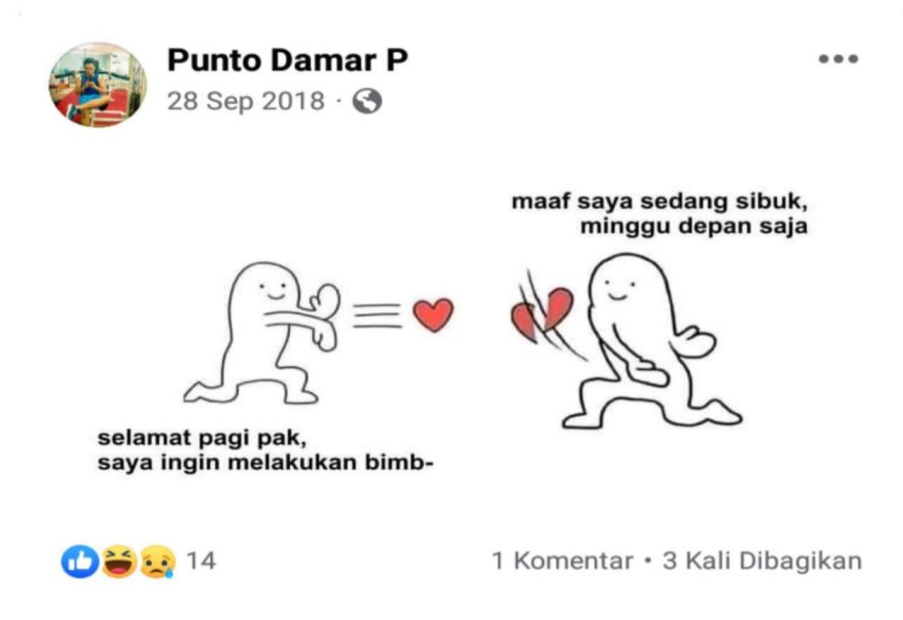 Punto Damar P
28 Sep 2018 ·
maaf saya sedang sibuk,
minggu depan saja
selamat pagi pak,
saya ingin melakukan bimb-
14
1 Komentar • 3 Kali Dibagikan